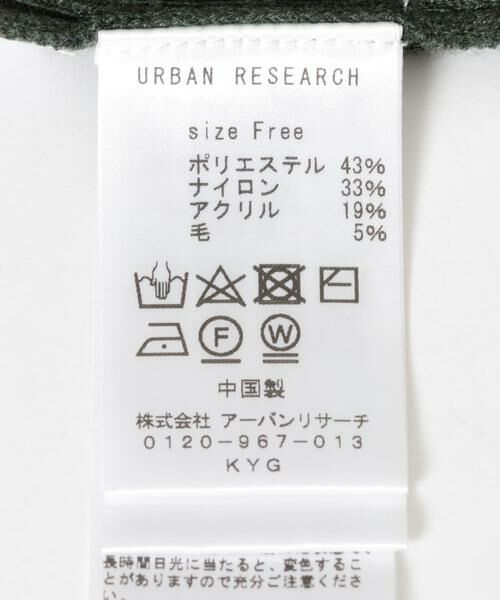 URBAN RESEARCH
size Free
ポリエステル 43%
ナイロン 33%
アクリル 19%
毛 5%
F W
中国製
株式会社 アーバンリサーチ
0120-967-013
KYG
長時間日光に当たると、変色するこ
とがありますので充分ご注意くださ
い。